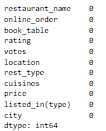 restaurant_name 0
online_order 0
book_table 0
rating 0
votes 0
location 0
rest_type 0
cuisines 0
price 0
listed_in(type) 0
city 0
dtype: int64